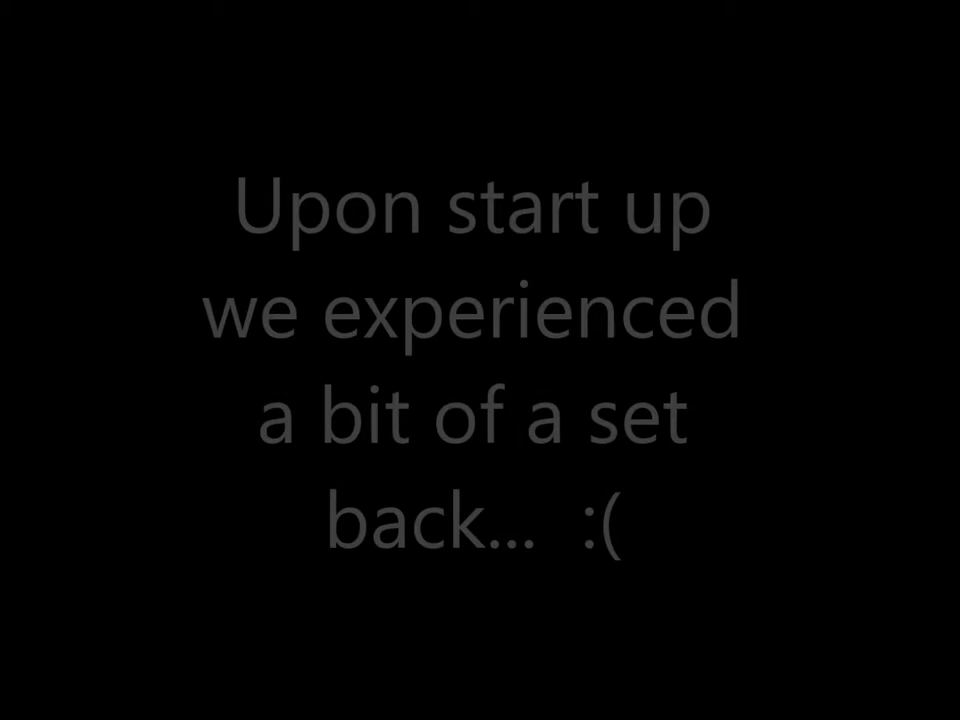 Upon start up
we experienced
a bit of a set
back...  :(